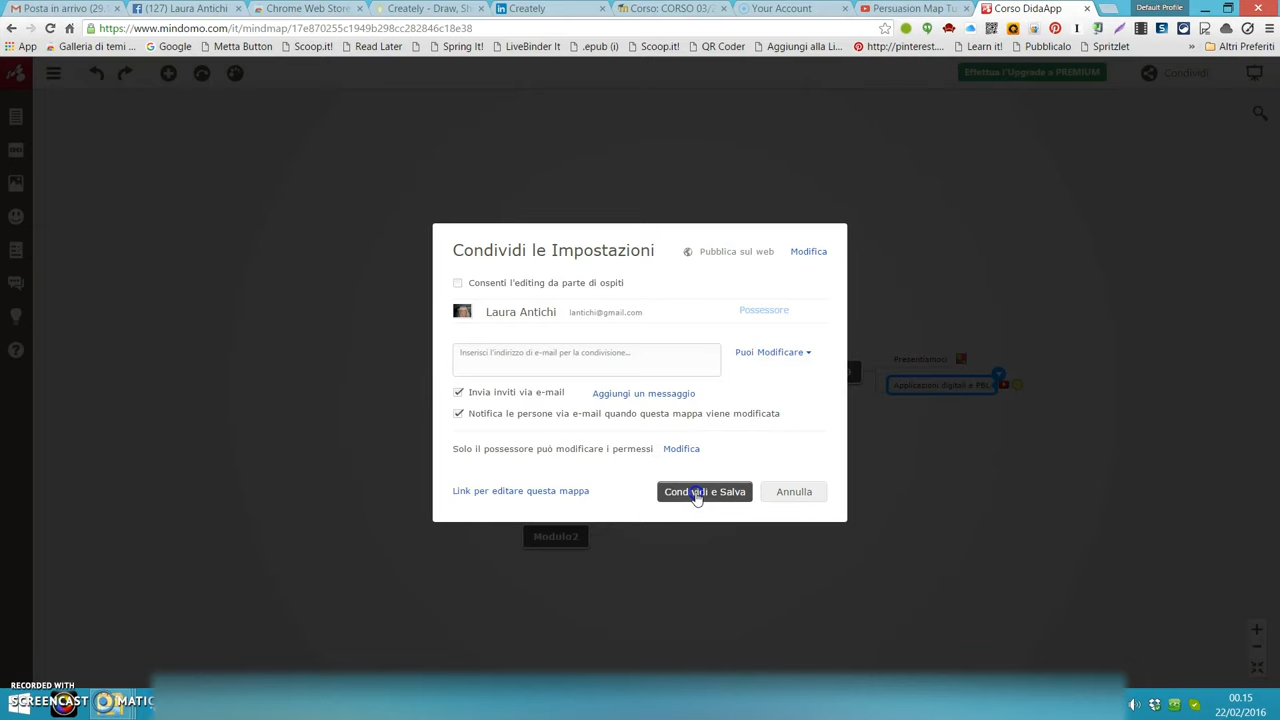 Posta in arrivo (29.
(127) Laura Antichi
Chrome Web Store
Creately - Draw, Sh
Creately
Corso: CORSO 03/2
Your Account
Persuasion Map Tu
Corso DidaApp
Default Profile
https://www.mindomo.com/mindmap/17e870255c1949b298cc282846c18e38
App
Galleria di temi ...
Google
Metta Button
Scoop.it!
Read Later
Spring It!
LiveBinder It
.epub (i)
Scoop.it!
QR Coder
Aggiungi alla Li...
http://pinterest....
Learn it!
Pubblicalo
Spritzlet
»
Altri Preferiti
Effettua l'Upgrade a PREMIUM
Condividi
Condividi le Impostazioni
Pubblica sul web
Modifica
Consenti l'editing da parte di ospiti
Laura Antichi
lantichi@gmail.com
Possessore
Inserisci l'indirizzo di e-mail per la condivisione...
Puoi Modificare
Presentiamoci
Applicazioni digitali e PBL
Invia inviti via e-mail
Aggiungi un messaggio
Notifica le persone via e-mail quando questa mappa viene modificata
Solo il possessore può modificare i permessi
Modifica
Link per editare questa mappa
Condividi e Salva
Annulla
Modulo2
RECORDED WITH
SCREENCAST
MATIC
00.15
22/02/2016